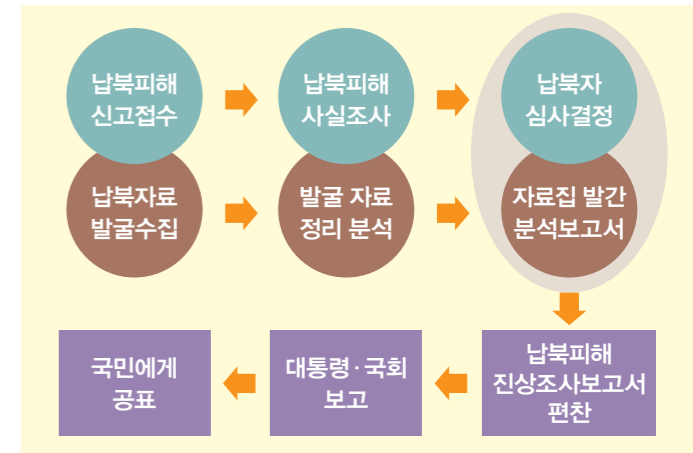 납북피해
신고접수
납북피해
사실조사
납북자
심사결정
납북자료
발굴수집
발굴 자료
정리 분석
자료집 발간
분석보고서
납북피해
진상조사보고서
편찬
대통령·국회
보고
국민에게
공표